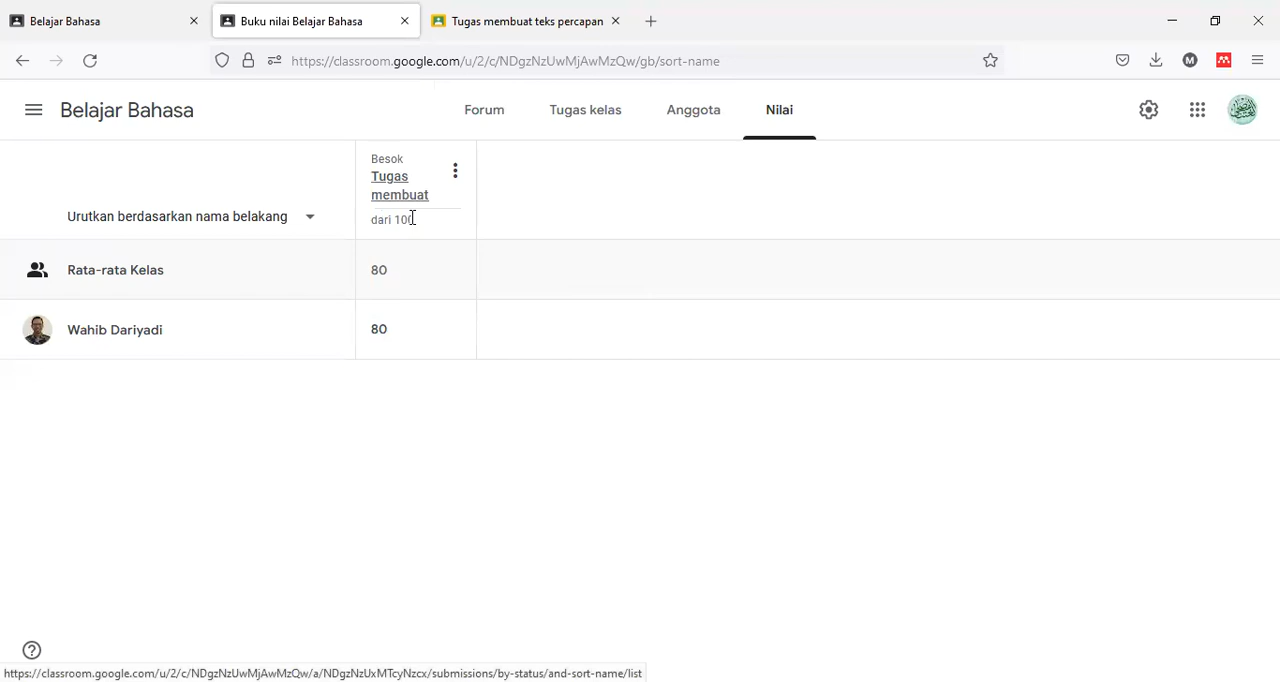 Belajar Bahasa
Buku nilai Belajar Bahasa
Tugas membuat teks percapan
https://classroom.google.com/u/2/c/NDgzNzUwMjAwMzQw/gb/sort-name
M
Belajar Bahasa
Forum
Tugas kelas
Anggota
Nilai
Besok
Tugas
membuat
Urutkan berdasarkan nama belakang
dari 100
Rata-rata Kelas
80
Wahib Dariyadi
80
https://classroom.google.com/u/2/c/NDgzNzUwMjAwMzQw/a/NDgzNzUxMTcyNzcx/submissions/by-status/and-sort-name/list